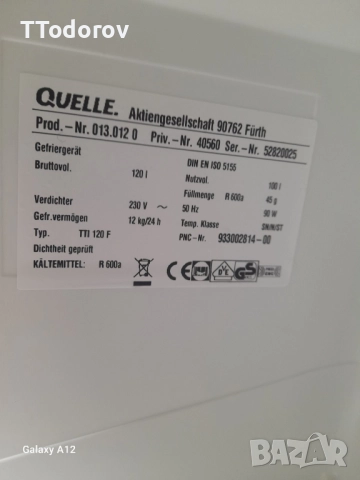 TTodorov
QUELLE. Aktiengesellschaft 90762 Fürth
Prod.-Nr. 013.012 0 Priv.-Nr. 40560 Ser.-Nr. 52820025
Gefriergerät DIN EN ISO 5155
Bruttovol. 120 l Nutzvol. 100 l
Füllmenge R 600a 45 g
Verdichter 230 V ~ 50 Hz 90 W
Gefr.vermögen 12 kg/24 h Temp. Klasse SN/N/ST
Typ TTI 120 F PNC-Nr. 933002814-00
Dichtheit geprüft
KÄLTEMITTEL: R 600a CE GS
Galaxy A12
BAZAR